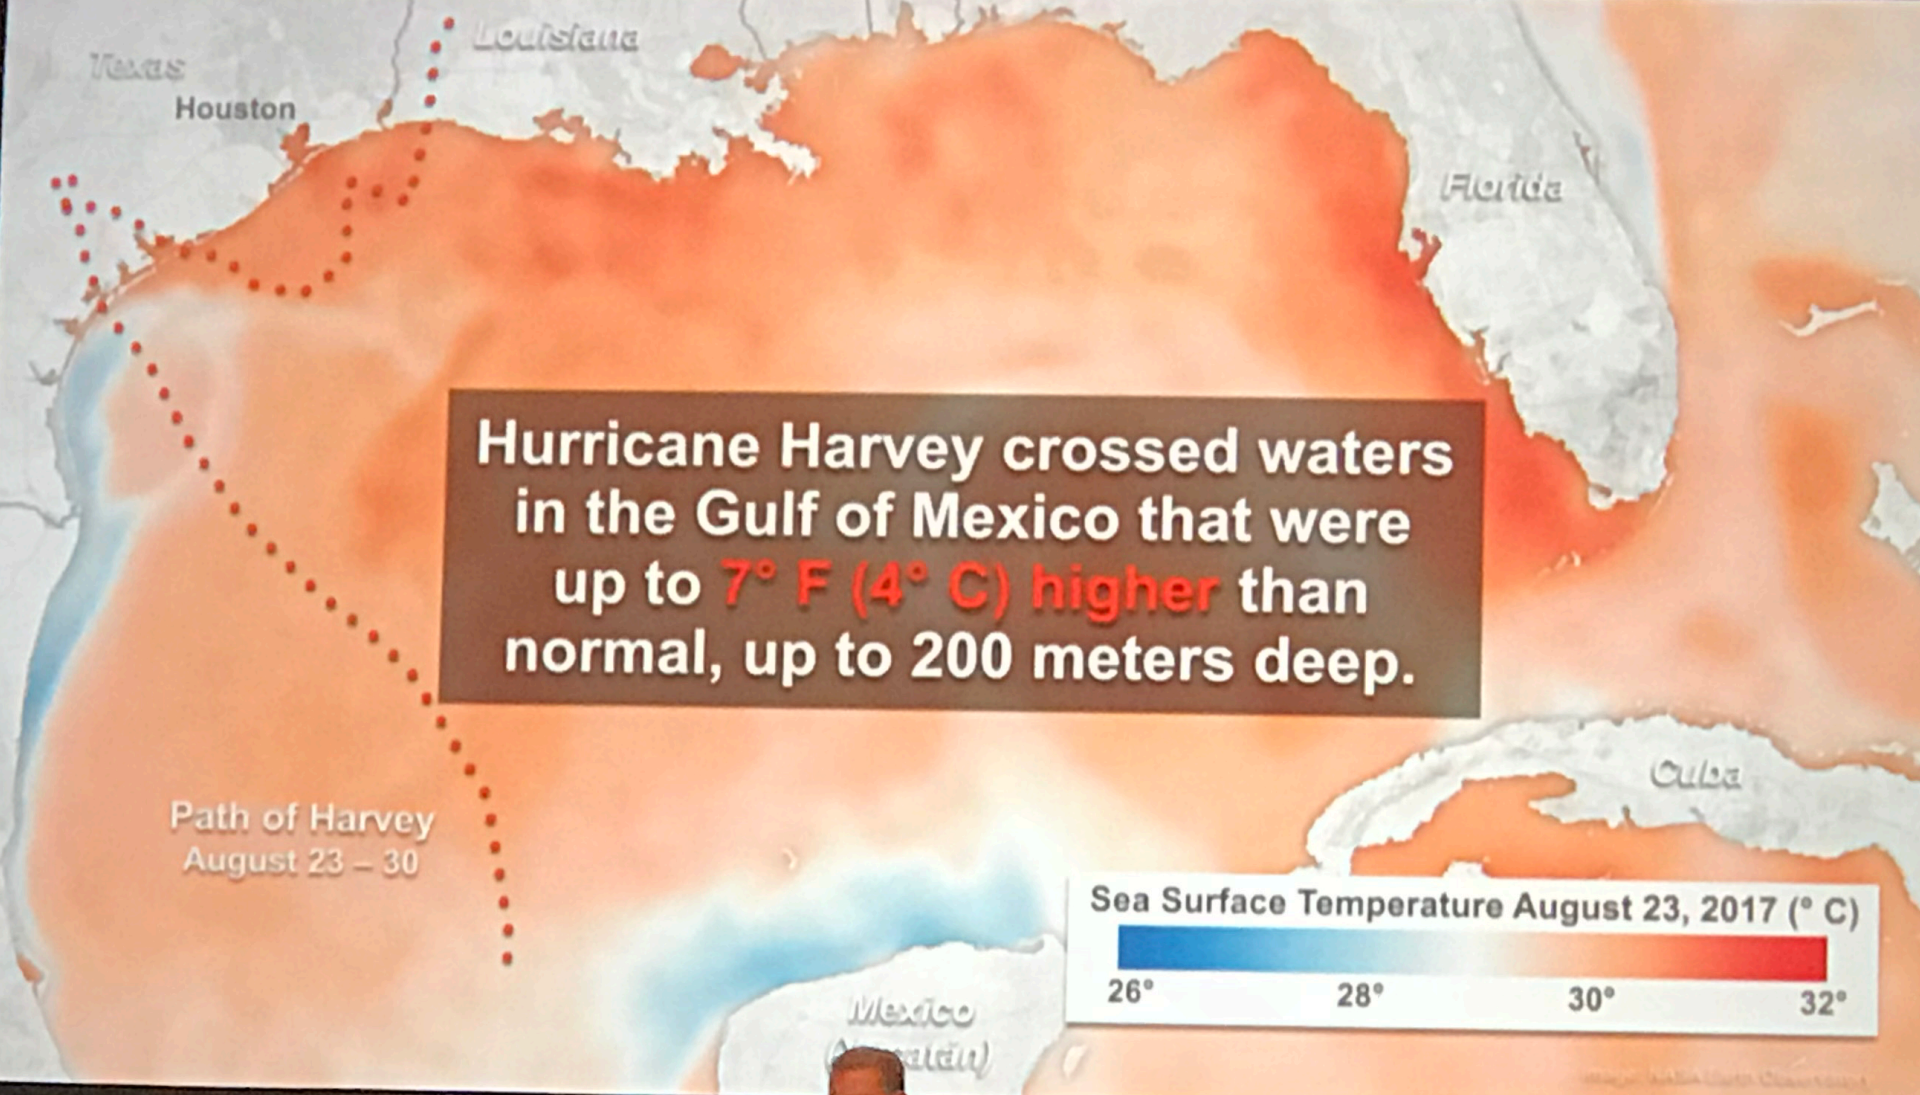 Louisiana
Texas
Houston
Florida
Hurricane Harvey crossed waters
in the Gulf of Mexico that were
up to 7° F (4° C) higher than
normal, up to 200 meters deep.
Cuba
Path of Harvey
August 23 – 30
Sea Surface Temperature August 23, 2017 (° C)
26° 28° 30° 32°
Mexico